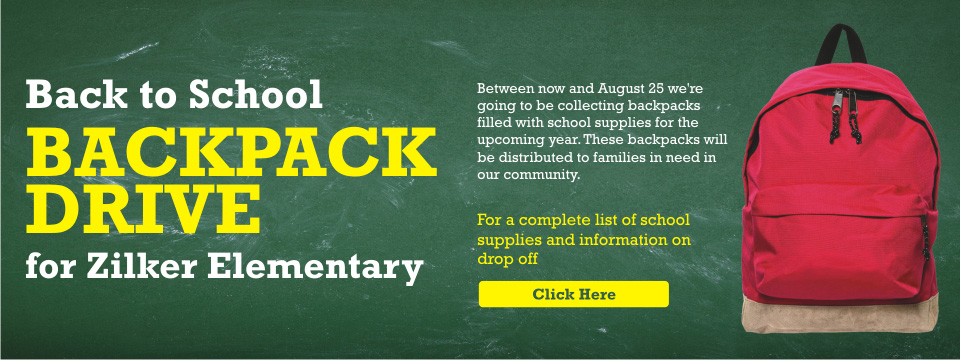 Back to School
BACKPACK
DRIVE
for Zilker Elementary
Between now and August 25 we're
going to be collecting backpacks
filled with school supplies for the
upcoming year. These backpacks will
be distributed to families in need in
our community.
For a complete list of school
supplies and information on
drop off
Click Here